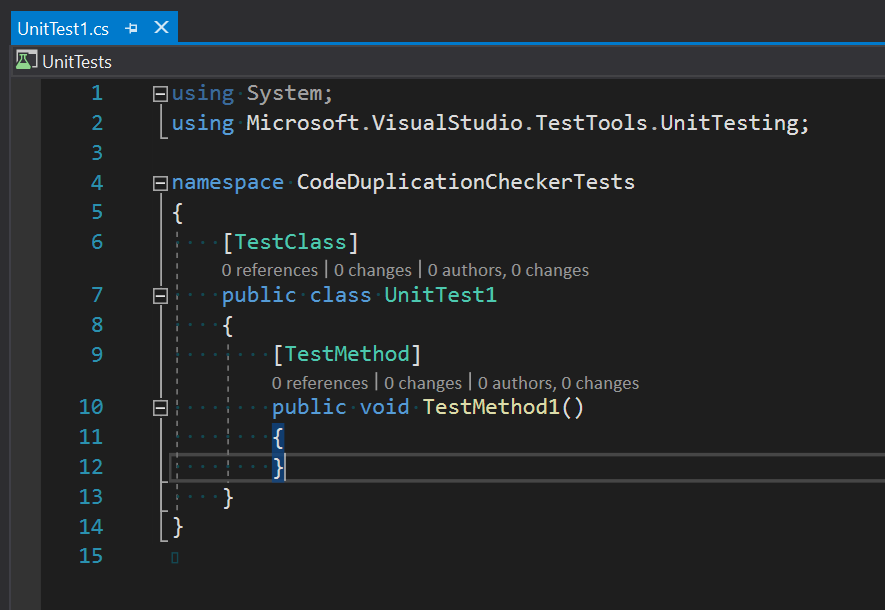 UnitTest1.cs
UnitTests
1 using System;
2 using Microsoft.VisualStudio.TestTools.UnitTesting;
3
4 namespace CodeDuplicationCheckerTests
5 {
6 [TestClass]
0 references | 0 changes | 0 authors, 0 changes
7 public class UnitTest1
8 {
9 [TestMethod]
0 references | 0 changes | 0 authors, 0 changes
10 public void TestMethod1()
11 {
12 }
13 }
14 }
15